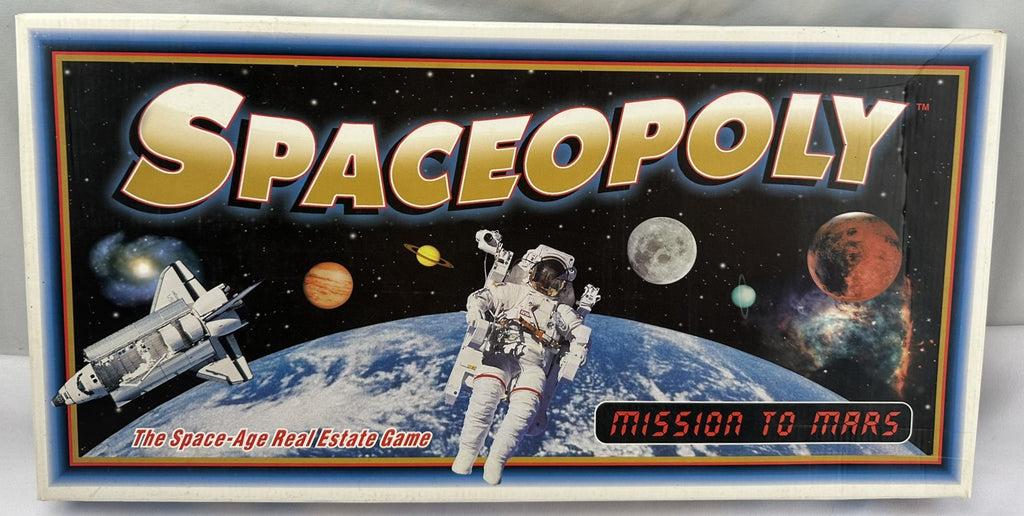 SPACEOPOLY™
The Space-Age Real Estate Game
MISSION TO MARS